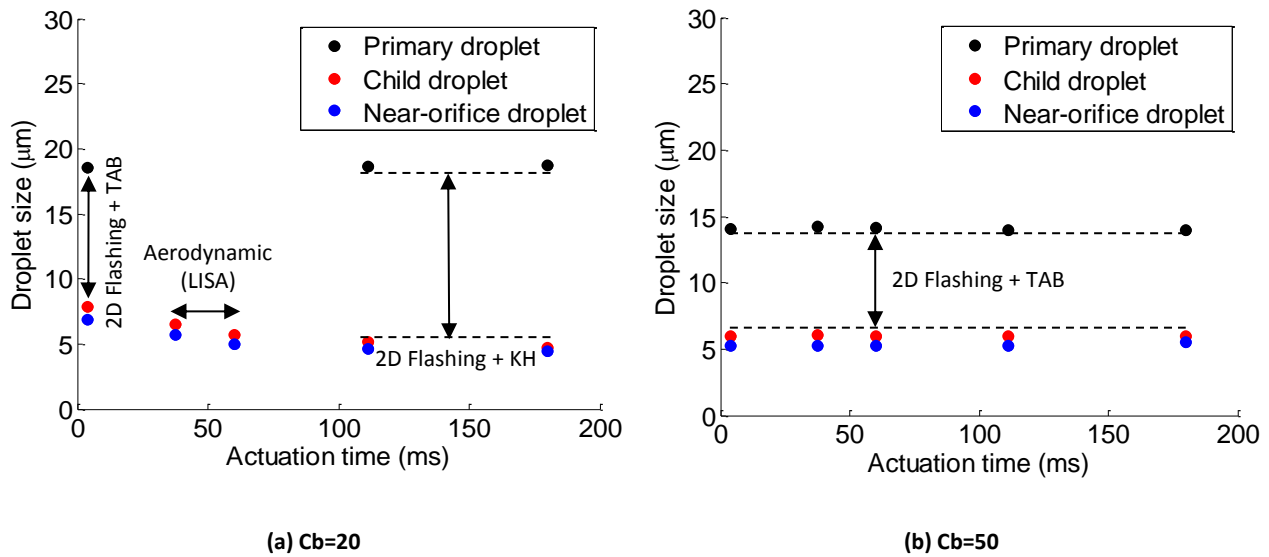 30
25
20
15
10
5
0
0
50
100
150
200
Droplet size (μm)
Actuation time (ms)
Primary droplet
Child droplet
Near-orifice droplet
2D Flashing + TAB
Aerodynamic
(LISA)
2D Flashing + KH
(a) Cb=20
30
25
20
15
10
5
0
0
50
100
150
200
Droplet size (μm)
Actuation time (ms)
Primary droplet
Child droplet
Near-orifice droplet
2D Flashing + TAB
(b) Cb=50